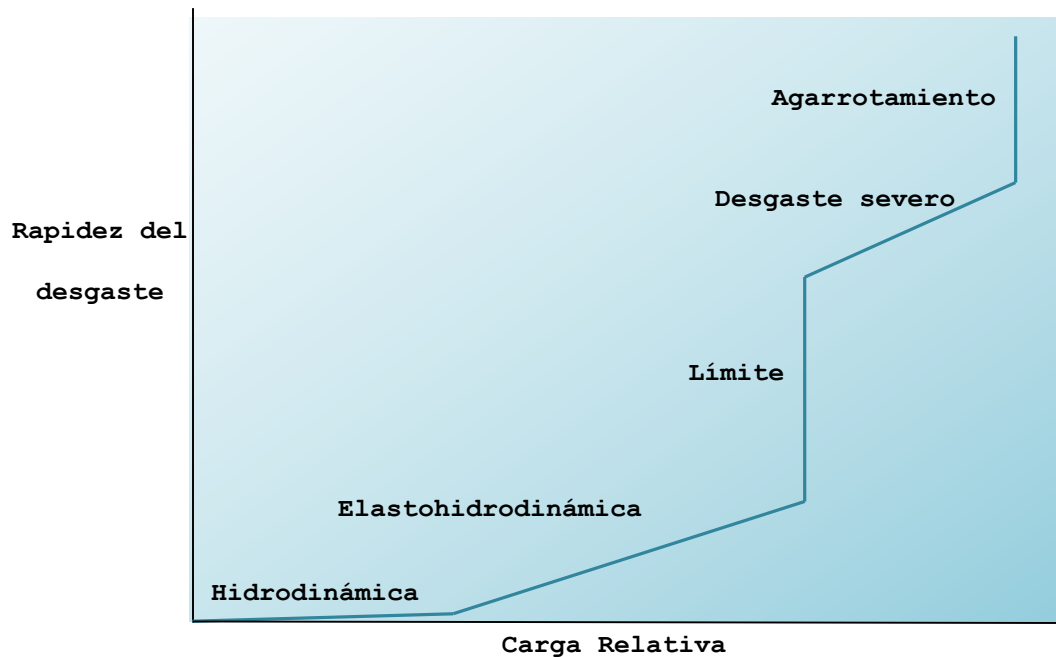 Agarrotamiento
Desgaste severo
Rapidez del
desgaste
Límite
Elastohidrodinámica
Hidrodinámica
Carga Relativa